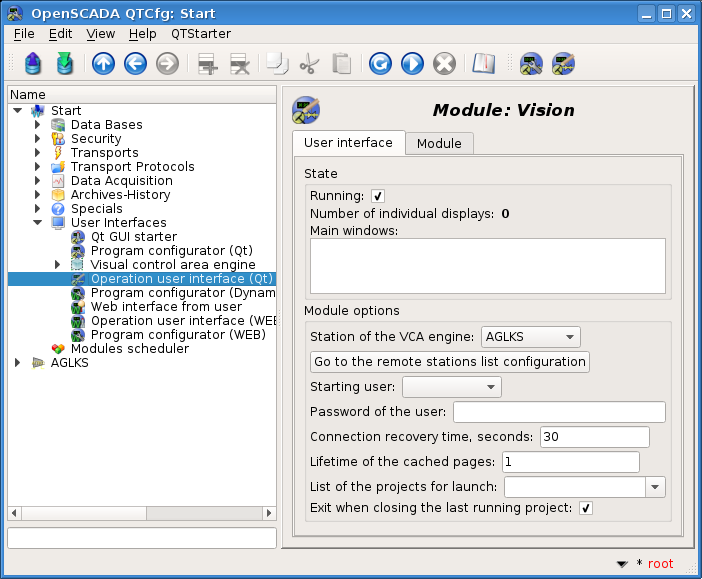 OpenSCADA QTCfg: Start
File Edit View Help QTStarter
Name
Start
Data Bases
Security
Transports
Transport Protocols
Data Acquisition
Archives-History
Specials
User Interfaces
Qt GUI starter
Program configurator (Qt)
Visual control area engine
Operation user interface (Qt)
Program configurator (Dynam
Web interface from user
Operation user interface (WEB
Program configurator (WEB)
Modules scheduler
AGLKS
Module: Vision
User interface Module
State
Running:
Number of individual displays: 0
Main windows:
Module options
Station of the VCA engine: AGLKS
Go to the remote stations list configuration
Starting user:
Password of the user:
Connection recovery time, seconds: 30
Lifetime of the cached pages: 1
List of the projects for launch:
Exit when closing the last running project:
* root